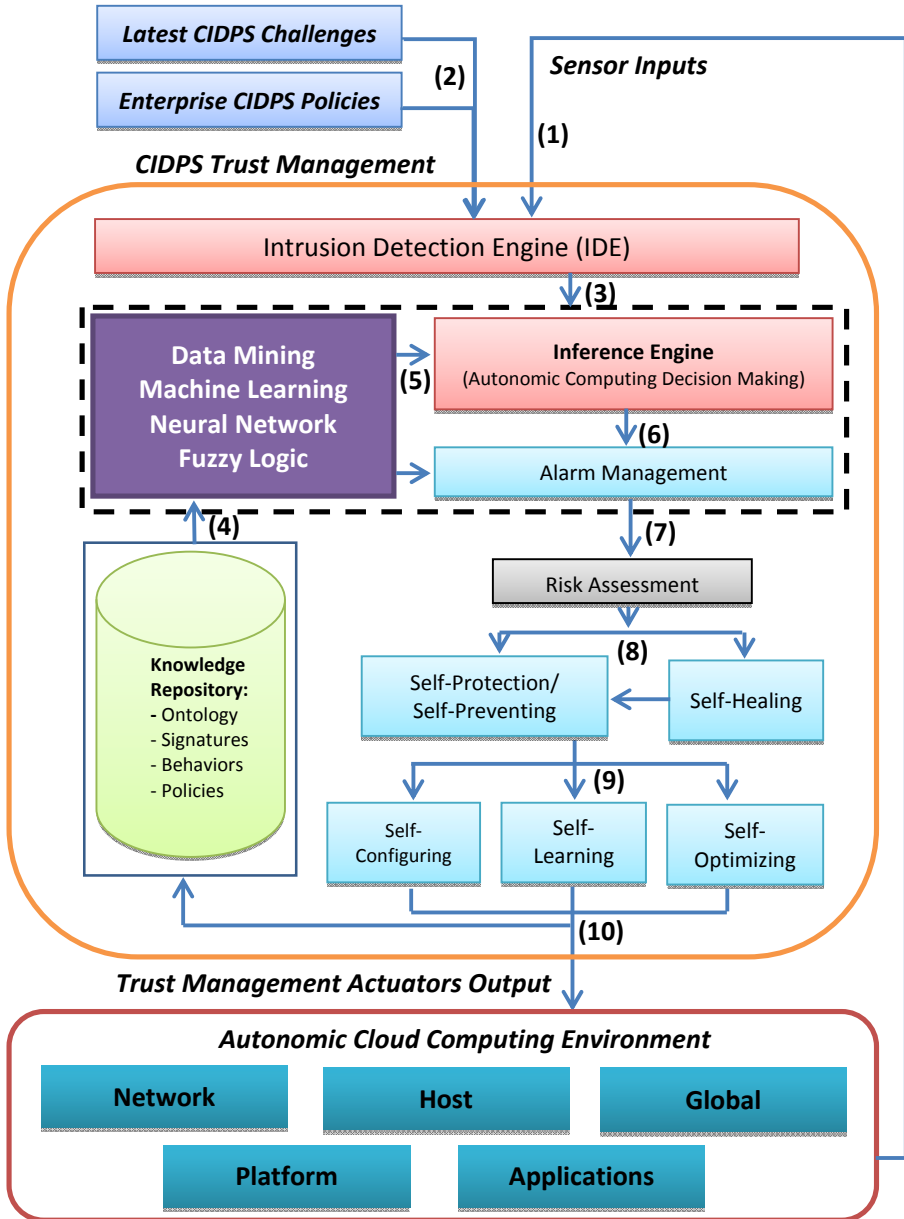 Latest CIDPS Challenges
(2)
Enterprise CIDPS Policies
Sensor Inputs
(1)
CIDPS Trust Management
Intrusion Detection Engine (IDE)
(3)
Data Mining
Machine Learning
Neural Network
Fuzzy Logic
(5)
Inference Engine
(Autonomic Computing Decision Making)
(6)
Alarm Management
(4)
(7)
Risk Assessment
(8)
Knowledge
Repository:
- Ontology
- Signatures
- Behaviors
- Policies
Self-Protection/
Self-Preventing
Self-Healing
(9)
Self-
Configuring
Self-
Learning
Self-
Optimizing
(10)
Trust Management Actuators Output
Autonomic Cloud Computing Environment
Network
Host
Global
Platform
Applications